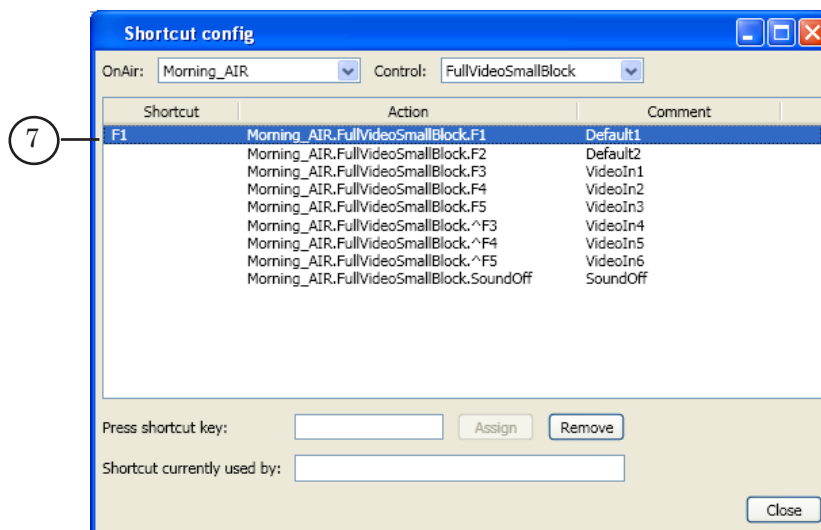 Shortcut config
OnAir: Morning_AIR Control: FullVideoSmallBlock
Shortcut Action Comment
7
F1 Morning_AIR.FullVideoSmallBlock.F1 Default1
Morning_AIR.FullVideoSmallBlock.F2 Default2
Morning_AIR.FullVideoSmallBlock.F3 VideoIn1
Morning_AIR.FullVideoSmallBlock.F4 VideoIn2
Morning_AIR.FullVideoSmallBlock.F5 VideoIn3
Morning_AIR.FullVideoSmallBlock.^F3 VideoIn4
Morning_AIR.FullVideoSmallBlock.^F4 VideoIn5
Morning_AIR.FullVideoSmallBlock.^F5 VideoIn6
Morning_AIR.FullVideoSmallBlock.SoundOff SoundOff
Press shortcut key: Assign Remove
Shortcut currently used by:
Close